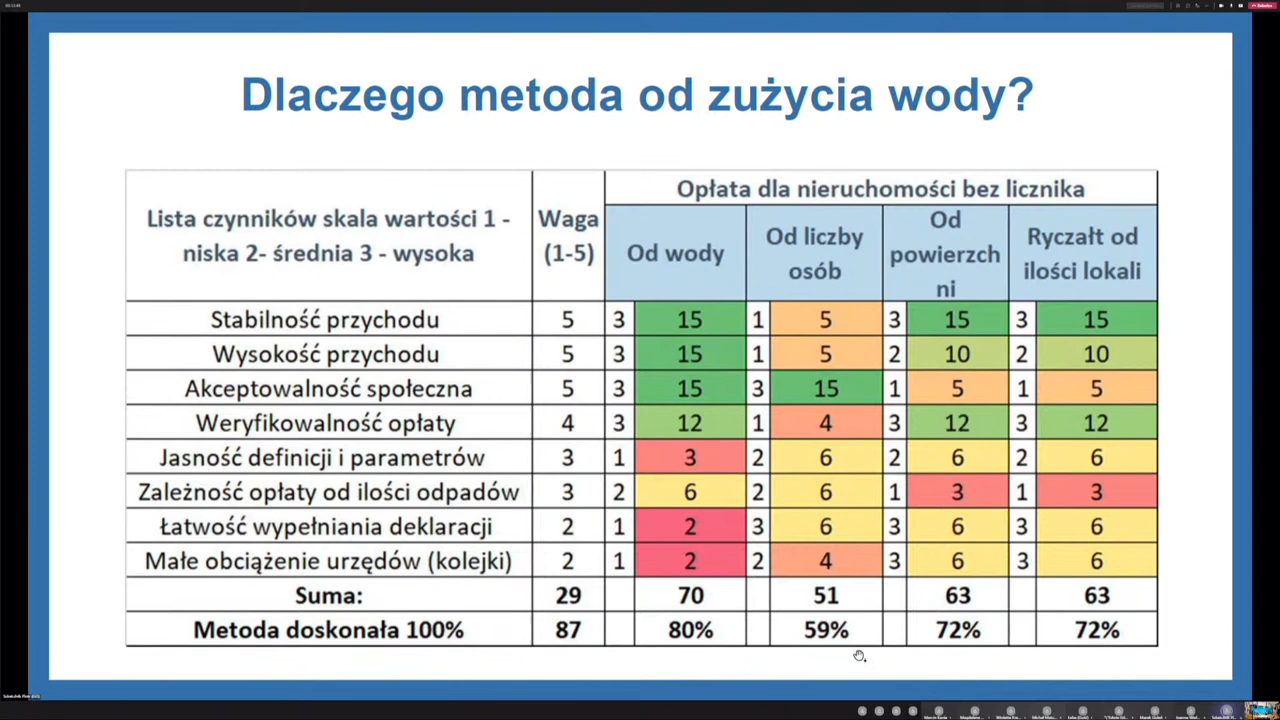 Dlaczego metoda od zużycia wody?
Opłata dla nieruchomości bez licznika
Lista czynników skala wartości 1 -
niska 2- średnia 3 - wysoka
Waga
(1-5)
Od wody
Od liczby
osób
Od
powierzch
ni
Ryczałt od
ilości lokali
Stabilność przychodu 5 3 15 1 5 3 15 3 15
Wysokość przychodu 5 3 15 1 5 2 10 2 10
Akceptowalność społeczna 5 3 15 3 15 1 5 1 5
Weryfikowalność opłaty 4 3 12 1 4 3 12 3 12
Jasność definicji i parametrów 3 1 3 2 6 2 6 2 6
Zależność opłaty od ilości odpadów 3 2 6 2 6 1 3 1 3
Łatwość wypełniania deklaracji 2 1 2 3 6 3 6 3 6
Małe obciążenie urzędów (kolejki) 2 1 2 2 4 3 6 3 6
Suma: 29 70 51 63 63
Metoda doskonała 100% 87 80% 59% 72% 72%